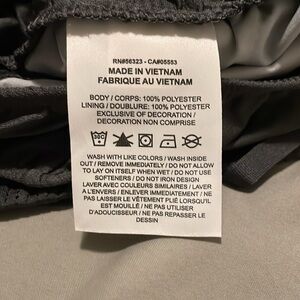 RN#56323 - CA#05553
MADE IN VIETNAM
FABRIQUE AU VIETNAM
BODY / CORPS: 100% POLYESTER
LINING / DOUBLURE: 100% POLYESTER
EXCLUSIVE OF DECORATION /
DECORATION NON COMPRISE
WASH WITH LIKE COLORS / WASH INSIDE
OUT / REMOVE IMMEDIATELY / DO NOT ALLOW
TO LAY ON ITSELF WHEN WET / DO NOT USE
SOFTENERS / DO NOT IRON DESIGN
LAVER AVEC COULEURS SIMILAIRES / LAVER
A L'ENVERS / ENLEVER IMMEDIATEMENT / NE
PAS LAISSER LE VÊTEMENT PLIÉ LORSQU'IL
EST MOUILLÉ / NE PAS UTILISER
D'ADOUCISSEUR / NE PAS REPASSER LE
DESSIN